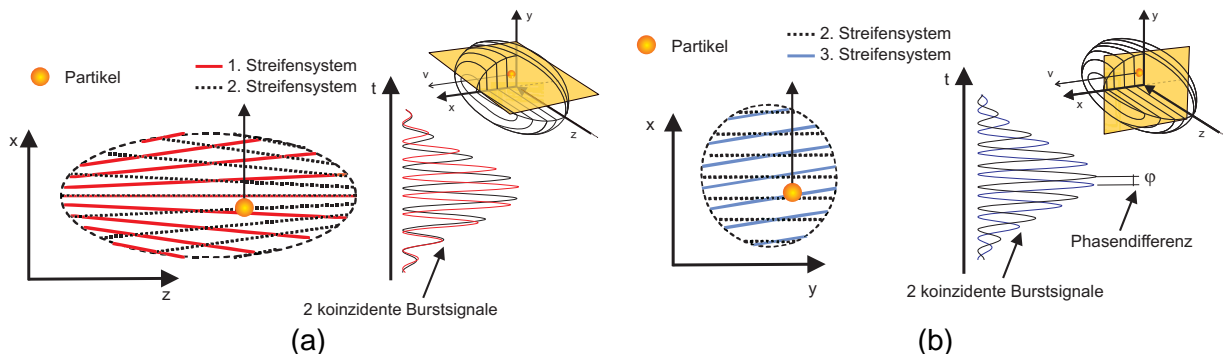 Partikel
1. Streifensystem
2. Streifensystem
x
z
t
2 koinzidente Burstsignale
y
v
x
z
(a)
Partikel
2. Streifensystem
3. Streifensystem
x
y
t
φ
Phasendifferenz
2 koinzidente Burstsignale
y
v
x
z
(b)